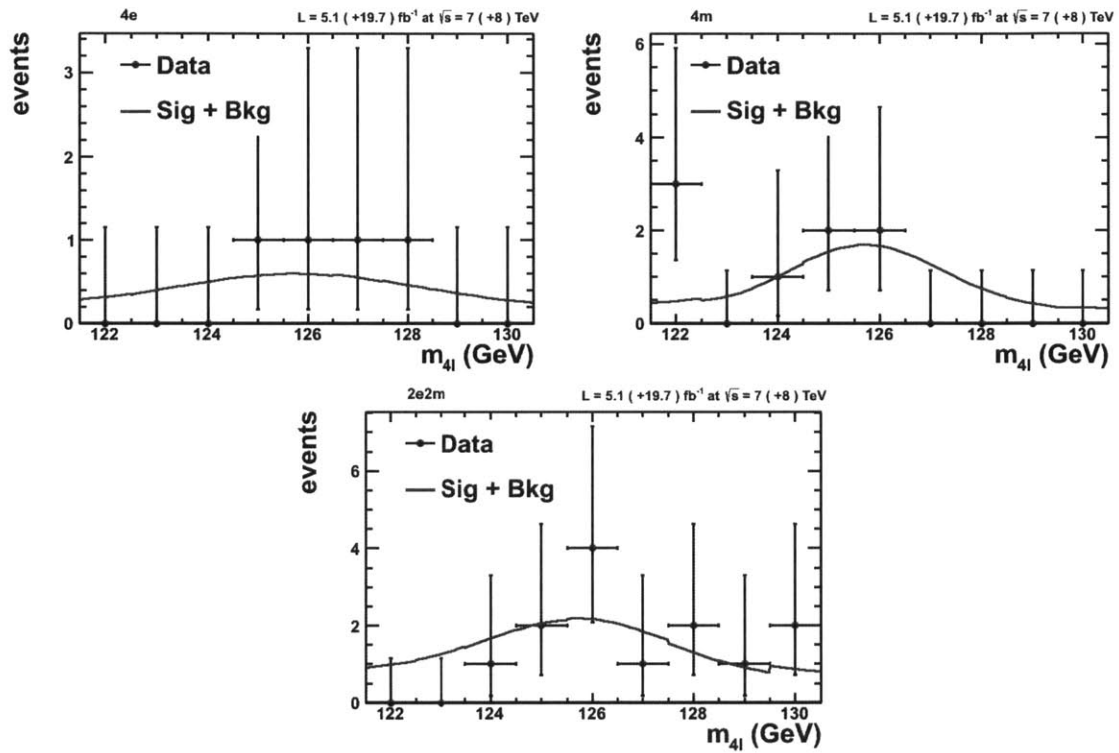 4e L = 5.1 ( +19.7 ) fb⁻¹ at √s = 7 ( +8 ) TeV
events
3
2
1
0
Data
Sig + Bkg
122 124 126 128 130
m4l (GeV)
4m L = 5.1 ( +19.7 ) fb⁻¹ at √s = 7 ( +8 ) TeV
events
6
4
2
0
Data
Sig + Bkg
122 124 126 128 130
m4l (GeV)
2e2m L = 5.1 ( +19.7 ) fb⁻¹ at √s = 7 ( +8 ) TeV
events
6
4
2
0
Data
Sig + Bkg
122 124 126 128 130
m4l (GeV)